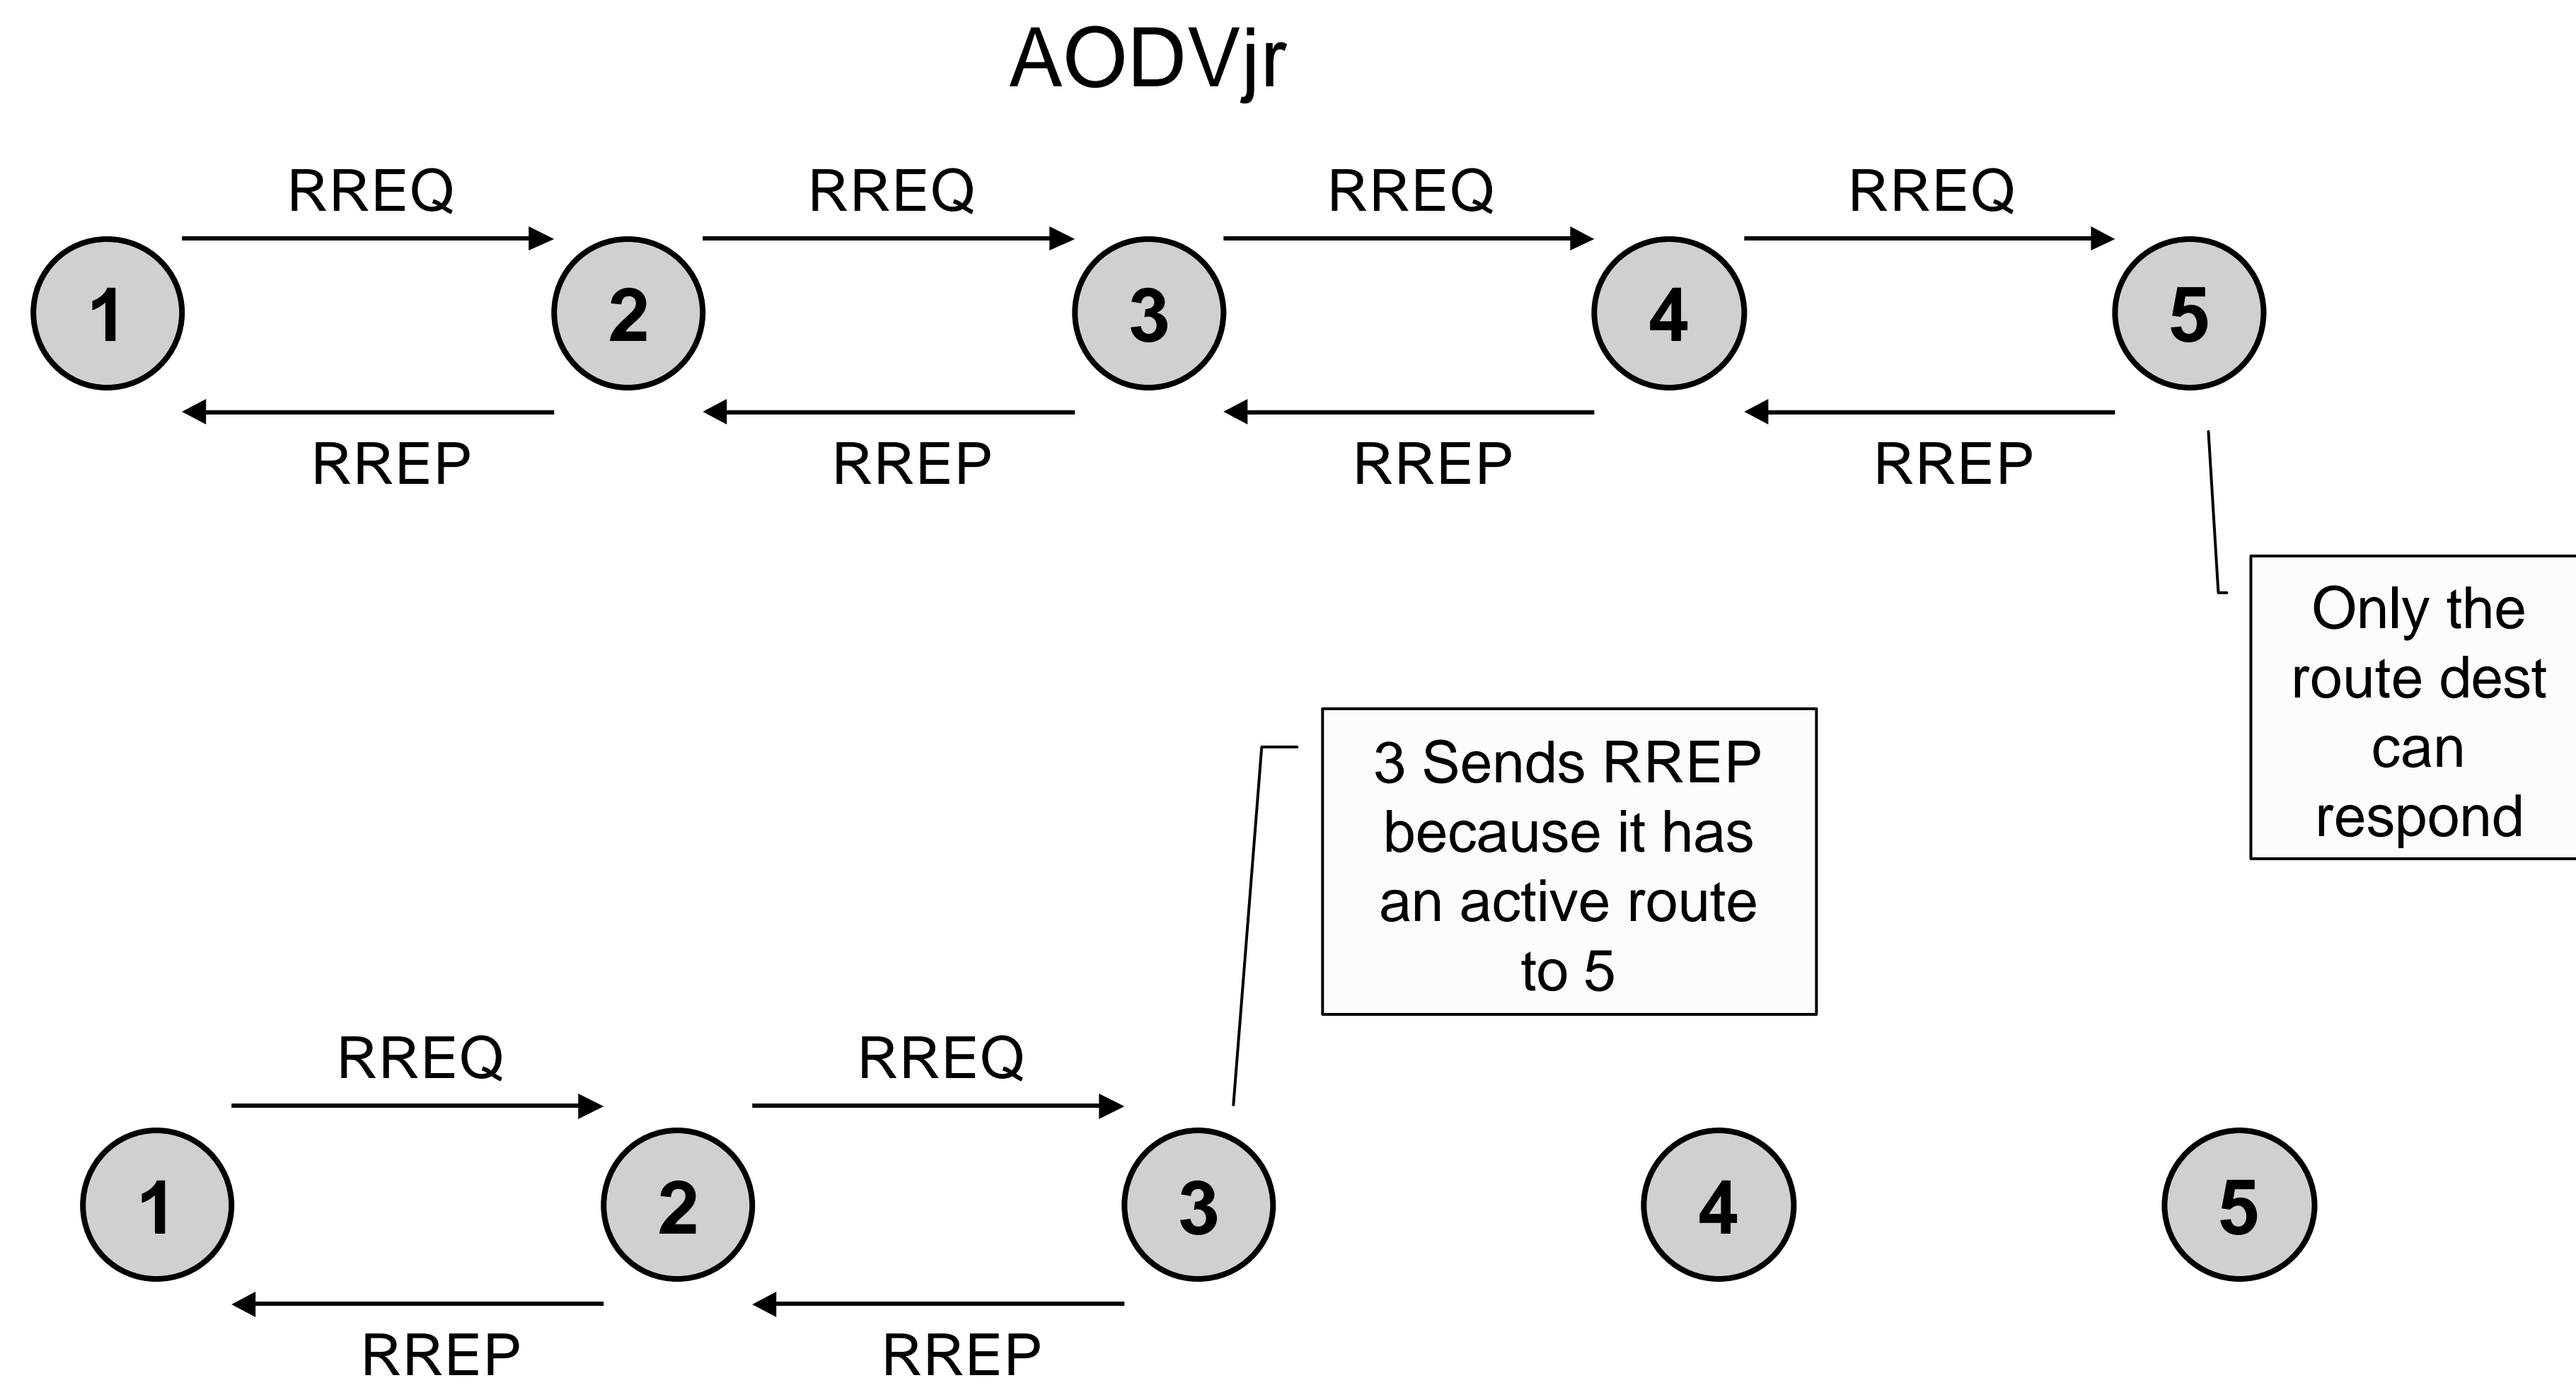 AODVjr
RREQ RREQ RREQ RREQ
1 2 3 4 5
RREP RREP RREP RREP
Only the
route dest
can
respond
3 Sends RREP
because it has
an active route
to 5
RREQ RREQ
1 2 3 4 5
RREP RREP